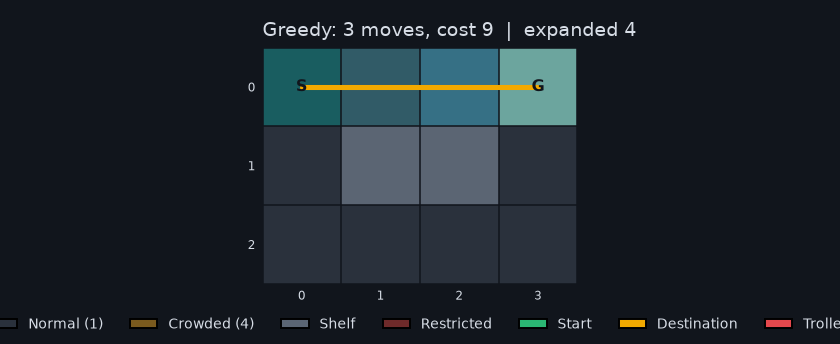 Greedy: 3 moves, cost 9 | expanded 4
S G
0
1
2
0 1 2 3
Normal (1) Crowded (4) Shelf Restricted Start Destination